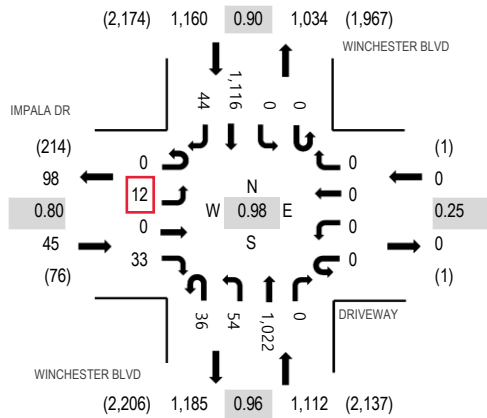 (2,174) 1,160 0.90 1,034 (1,967)
WINCHESTER BLVD
44 1,116 0 0
IMPALA DR
(214)
98
0.80
45
(76)
0
12
0
33
N
W 0.98 E
S
0
0
0
0
(1)
0
0.25
0
(1)
36 54 1,022 0
DRIVEWAY
WINCHESTER BLVD
(2,206) 1,185 0.96 1,112 (2,137)